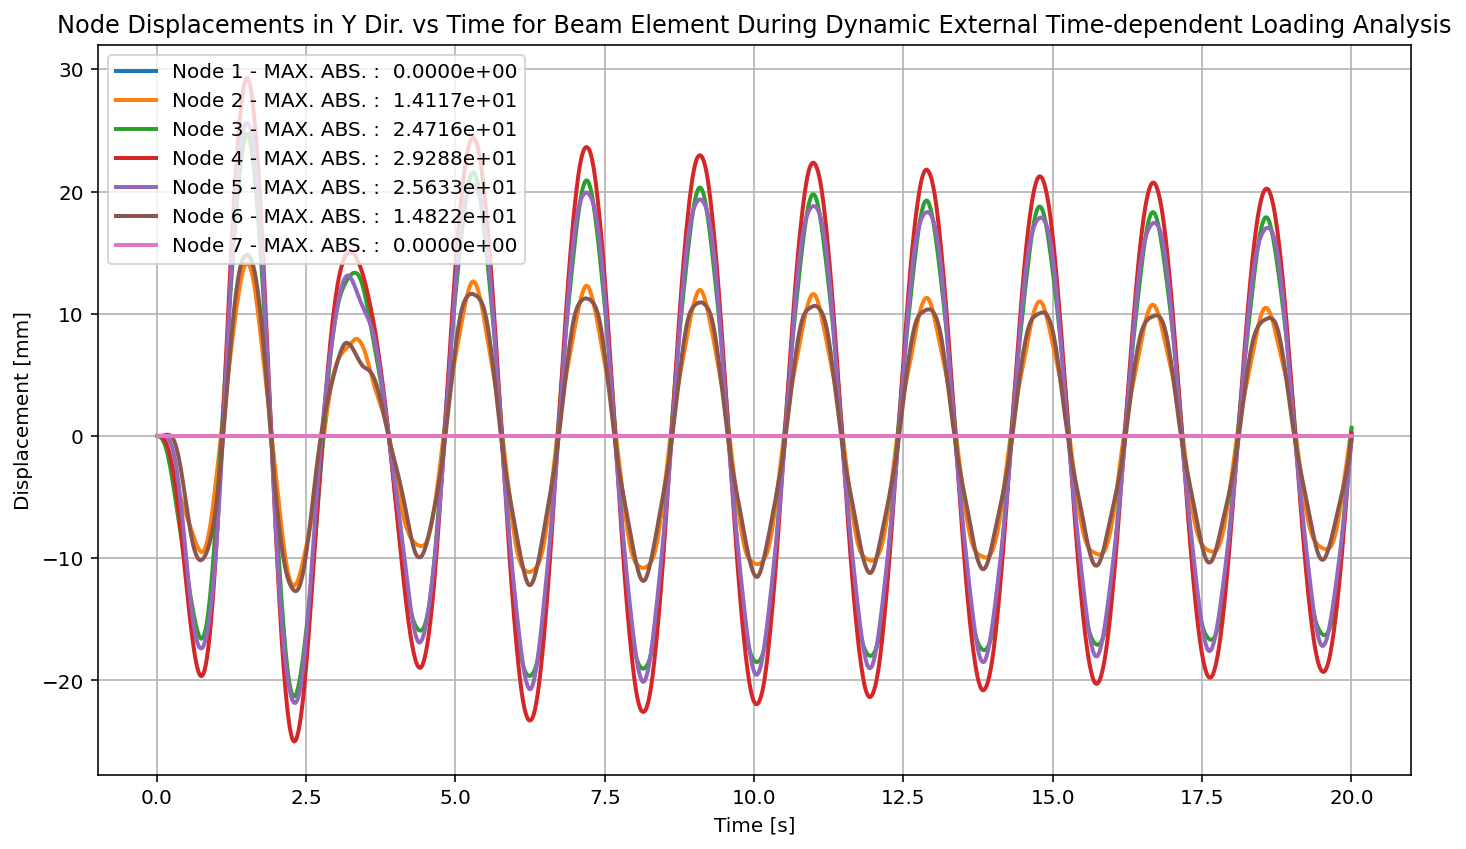 Node Displacements in Y Dir. vs Time for Beam Element During Dynamic External Time-dependent Loading Analysis
Node 1 - MAX. ABS. :  0.0000e+00
Node 2 - MAX. ABS. :  1.4117e+01
Node 3 - MAX. ABS. :  2.4716e+01
Node 4 - MAX. ABS. :  2.9288e+01
Node 5 - MAX. ABS. :  2.5633e+01
Node 6 - MAX. ABS. :  1.4822e+01
Node 7 - MAX. ABS. :  0.0000e+00
Displacement [mm]
30
20
10
0
−10
−20
0.0 2.5 5.0 7.5 10.0 12.5 15.0 17.5 20.0
Time [s]